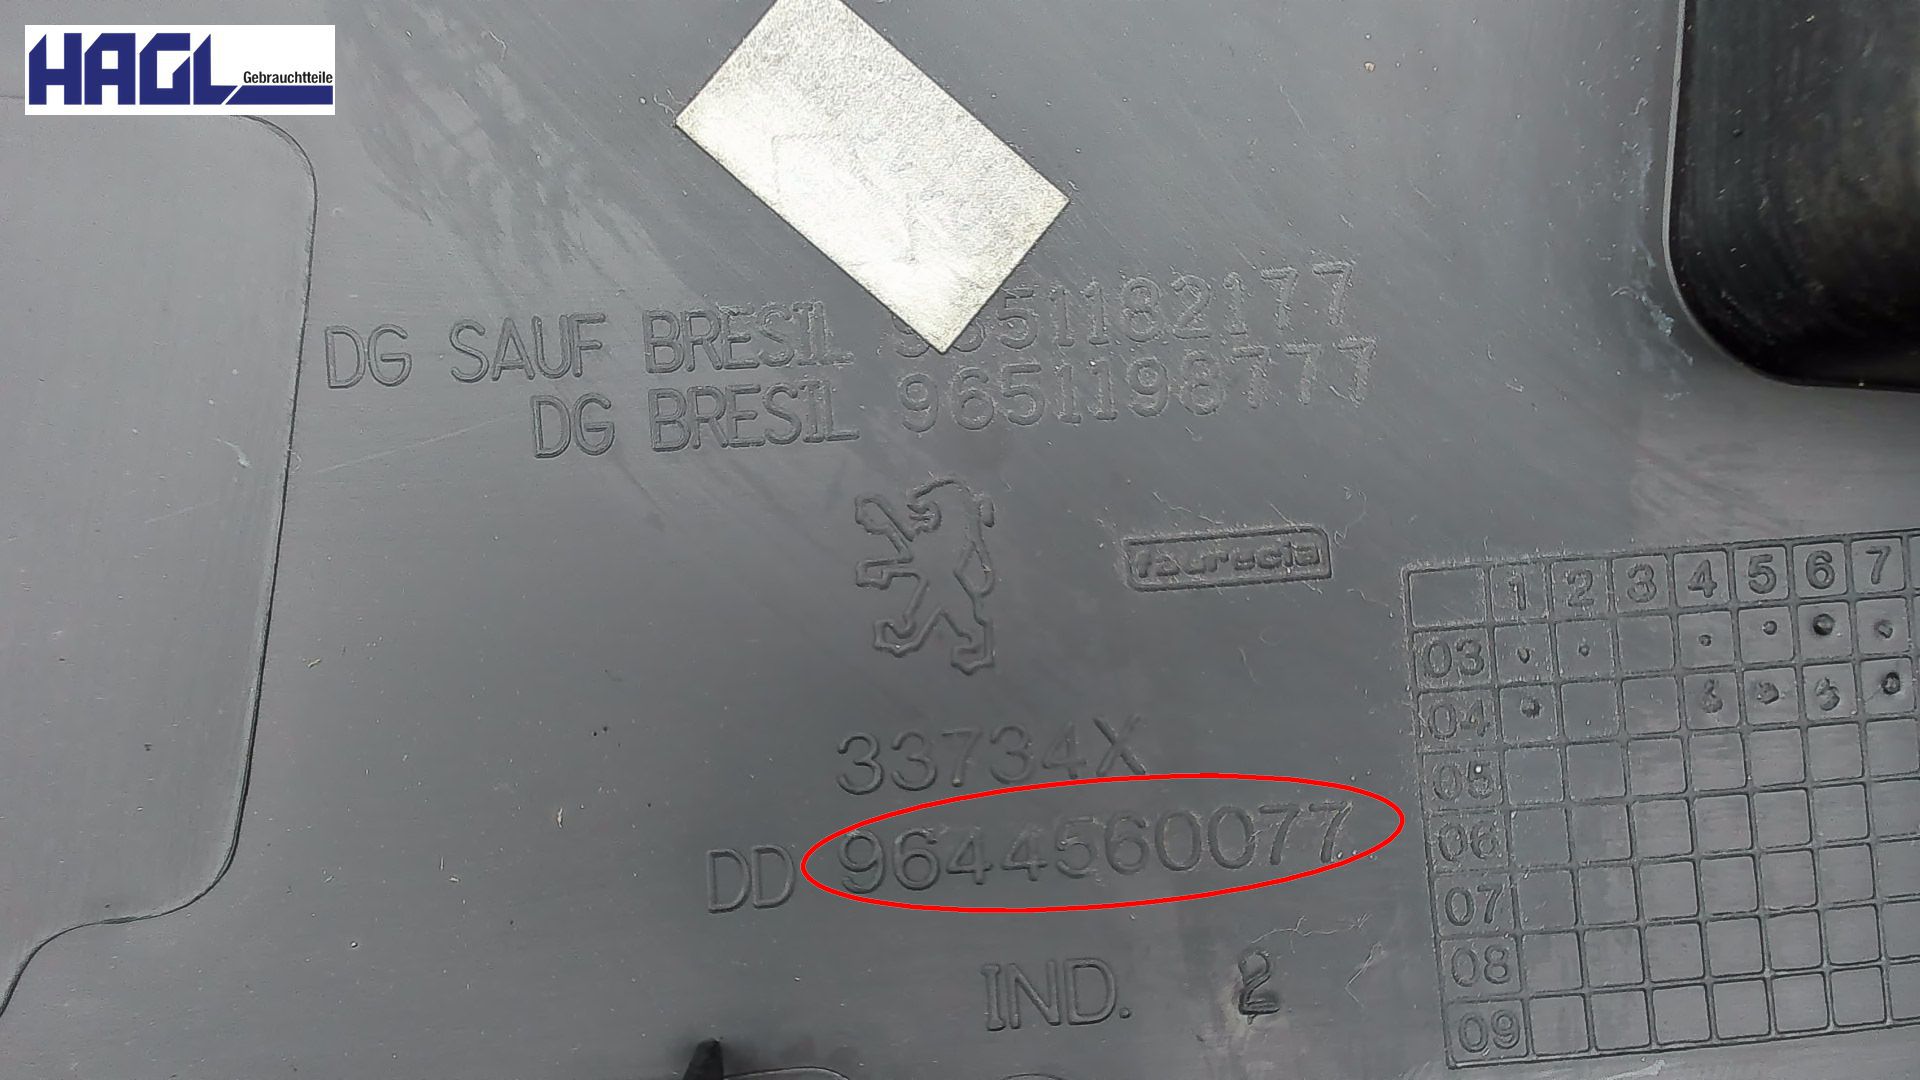 HAGL
Gebrauchtteile
DG SAUF BRESIL 9651182177
DG BRESIL 9651198777
faurecia
1 2 3 4 5 6 7
03
04
05
06
07
08
09
33734X
DD 9644560077
IND. 2